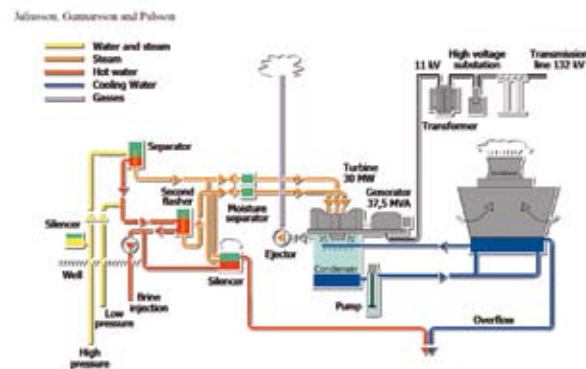 Júlíusson, Gunnarsson and Pálsson
Water and steam
Steam
Hot water
Cooling Water
Gasses
11 kV
High voltage
substation
Transmission
line 132 kV
Transformer
Separator
Second
flasher
Moisture
separator
Turbine
30 MW
Generator
37,5 MVA
Silencer
Well
Ejector
Condenser
Silencer
Pump
Brine
injection
Low
pressure
High
pressure
Overflow